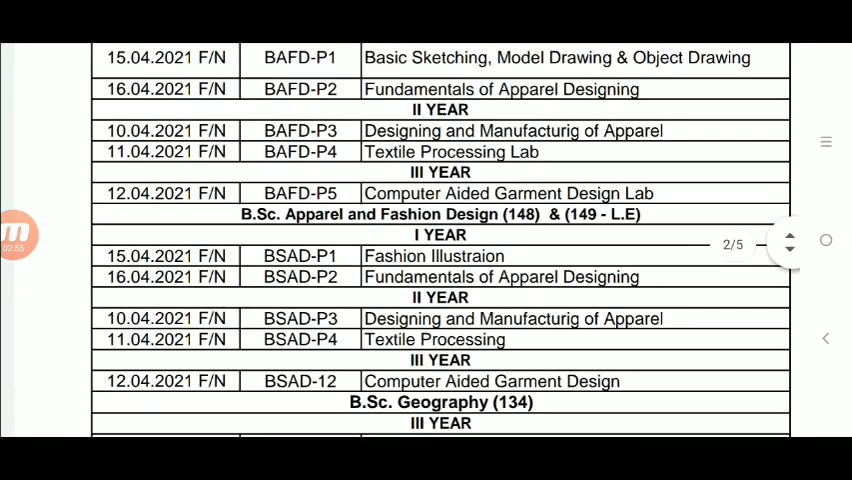 15.04.2021 F/N BAFD-P1 Basic Sketching, Model Drawing & Object Drawing
16.04.2021 F/N BAFD-P2 Fundamentals of Apparel Designing
II YEAR
10.04.2021 F/N BAFD-P3 Designing and Manufacturig of Apparel
11.04.2021 F/N BAFD-P4 Textile Processing Lab
III YEAR
12.04.2021 F/N BAFD-P5 Computer Aided Garment Design Lab
B.Sc. Apparel and Fashion Design (148) & (149 - L.E)
I YEAR
15.04.2021 F/N BSAD-P1 Fashion Illustraion
16.04.2021 F/N BSAD-P2 Fundamentals of Apparel Designing
II YEAR
10.04.2021 F/N BSAD-P3 Designing and Manufacturig of Apparel
11.04.2021 F/N BSAD-P4 Textile Processing
III YEAR
12.04.2021 F/N BSAD-12 Computer Aided Garment Design
B.Sc. Geography (134)
III YEAR
2/5
02:55